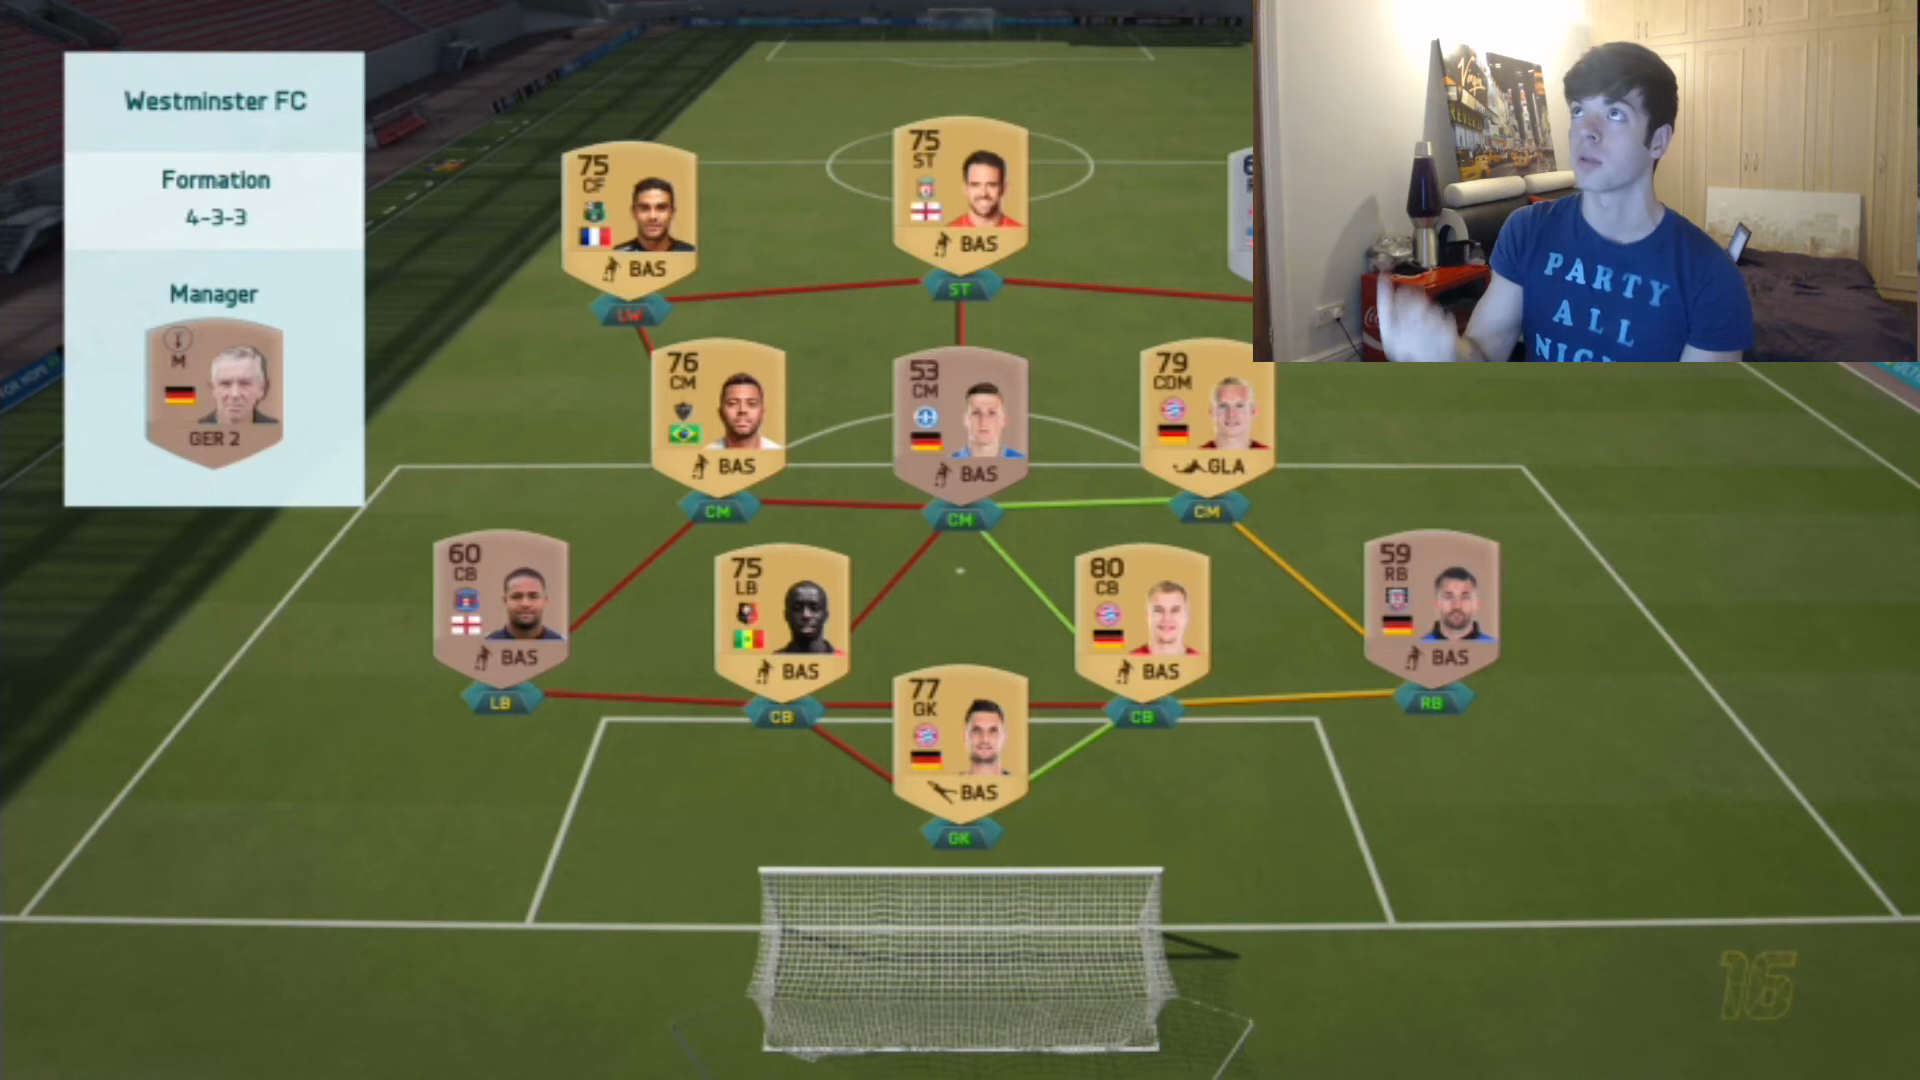 Westminster FC
Formation
4-3-3
Manager
M
GER 2
75
CF
BAS
LW
75
ST
BAS
ST
76
CM
BAS
CM
53
CM
BAS
CM
79
CDM
GLA
CM
60
CB
BAS
LB
75
LB
BAS
CB
80
CB
BAS
CB
59
RB
BAS
RB
77
GK
BAS
GK
16
PARTY
ALL